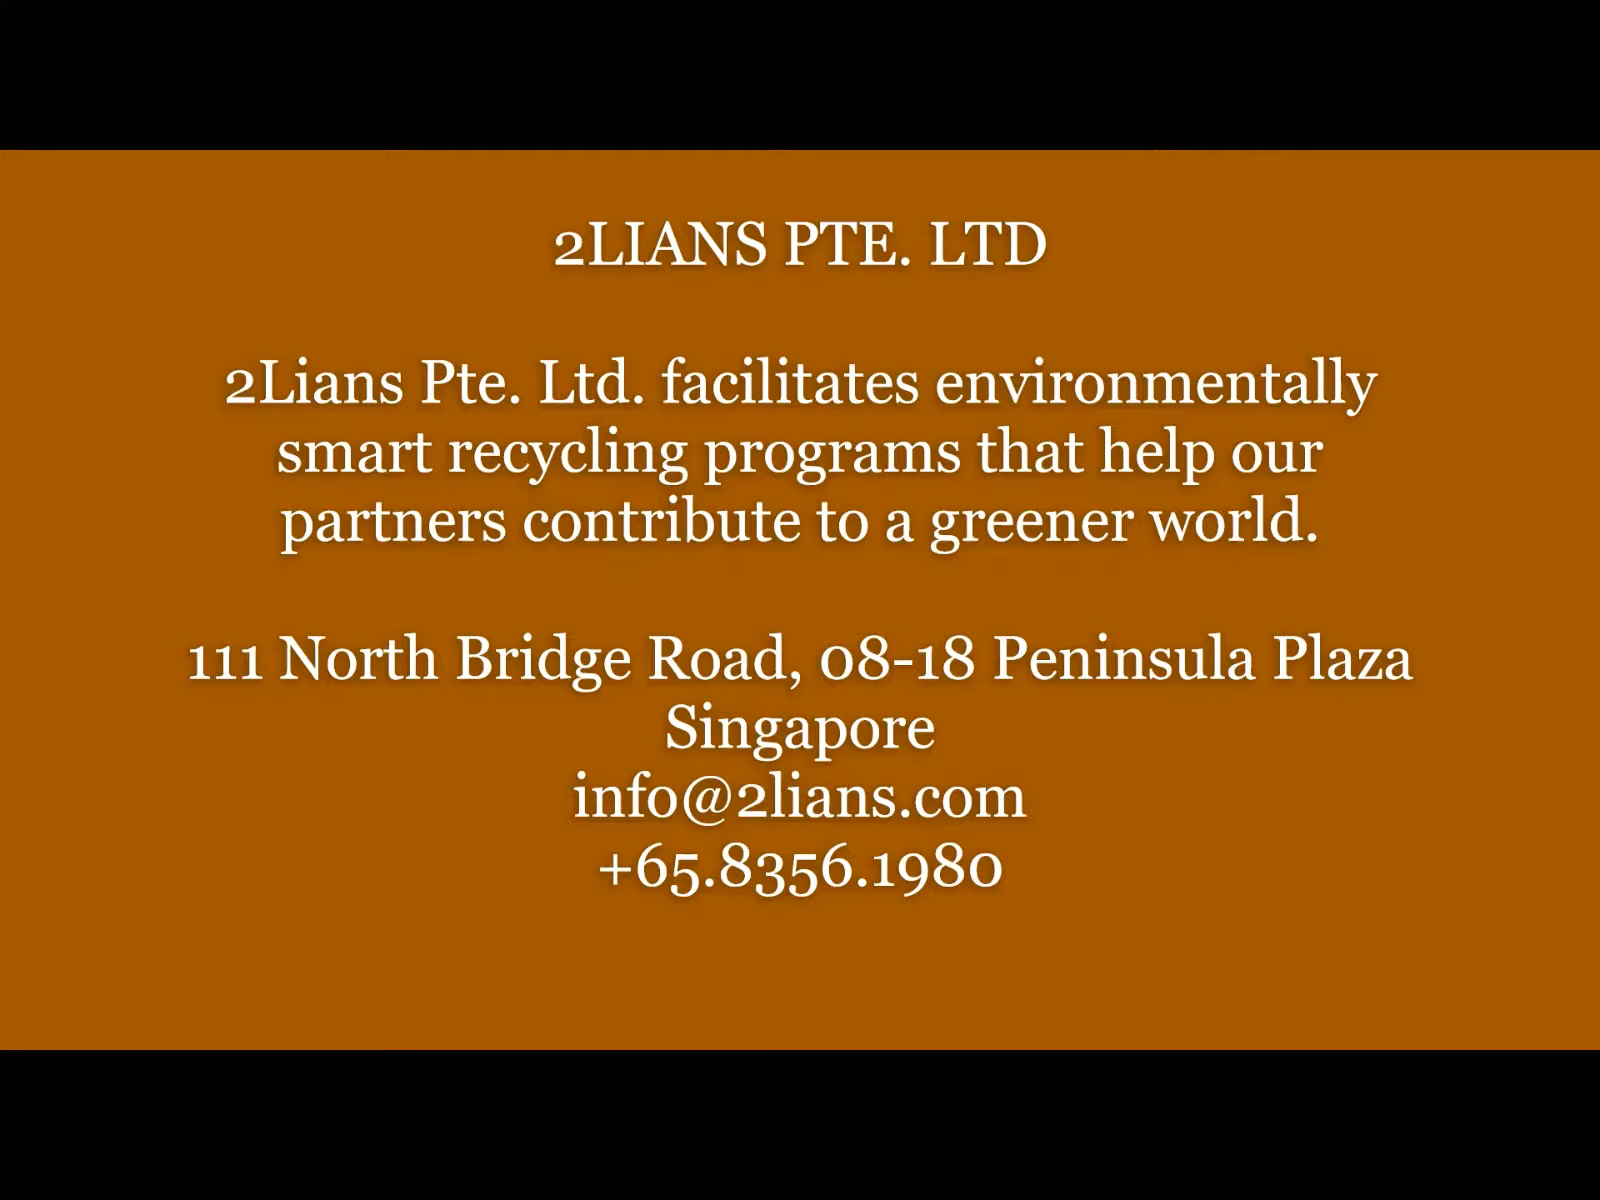 2LIANS PTE. LTD
2Lians Pte. Ltd. facilitates environmentally
smart recycling programs that help our
partners contribute to a greener world.
111 North Bridge Road, 08-18 Peninsula Plaza
Singapore
info@2lians.com
+65.8356.1980